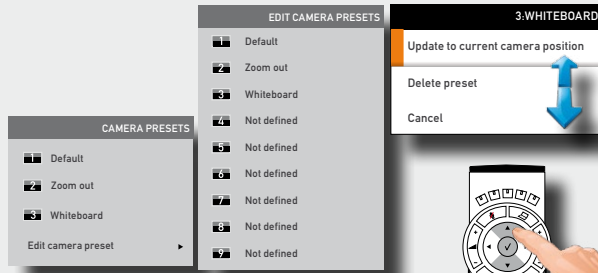 CAMERA PRESETS
1 Default
2 Zoom out
3 Whiteboard
Edit camera preset
EDIT CAMERA PRESETS
1 Default
2 Zoom out
3 Whiteboard
4 Not defined
5 Not defined
6 Not defined
7 Not defined
8 Not defined
9 Not defined
3:WHITEBOARD
Update to current camera position
Delete preset
Cancel